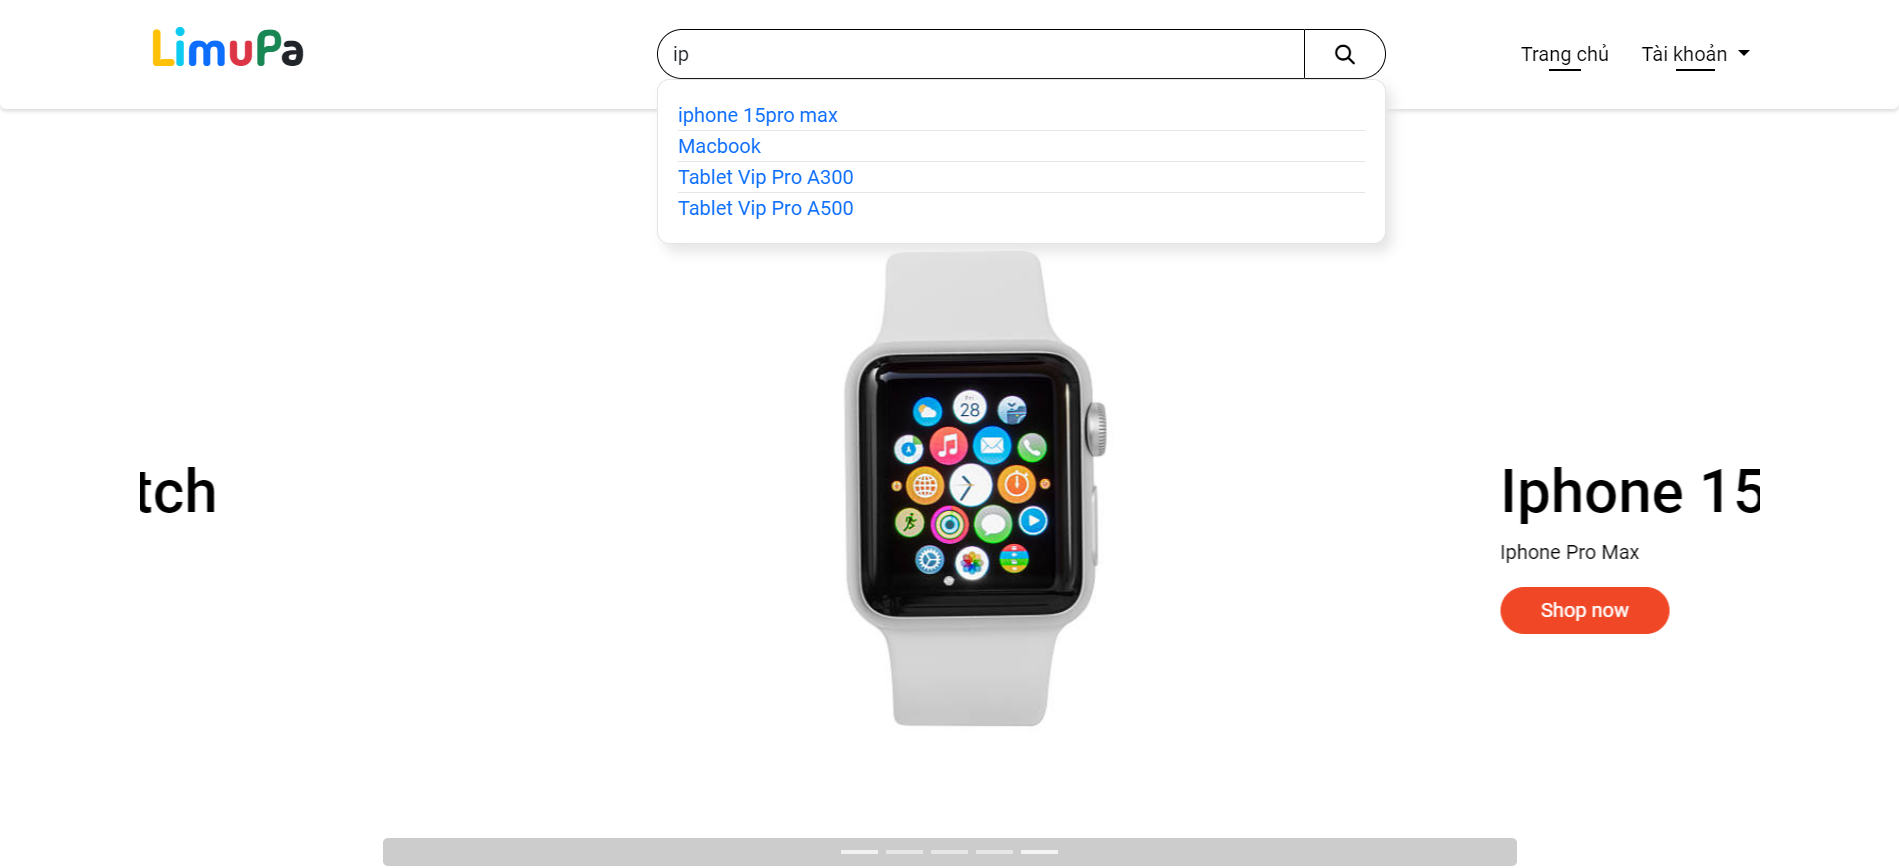 LimuPa
ip
Trang chủ
Tài khoản
iphone 15pro max
Macbook
Tablet Vip Pro A300
Tablet Vip Pro A500
Fri
28
tch
Iphone 15
Iphone Pro Max
Shop now